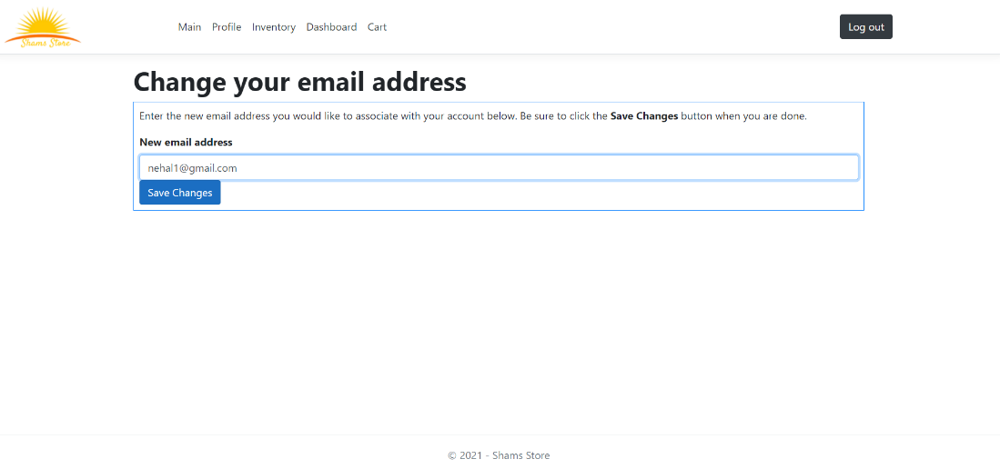 Shams Store
Main Profile Inventory Dashboard Cart Log out
Change your email address
Enter the new email address you would like to associate with your account below. Be sure to click the Save Changes button when you are done.
New email address
nehal1@gmail.com
Save Changes
© 2021 - Shams Store